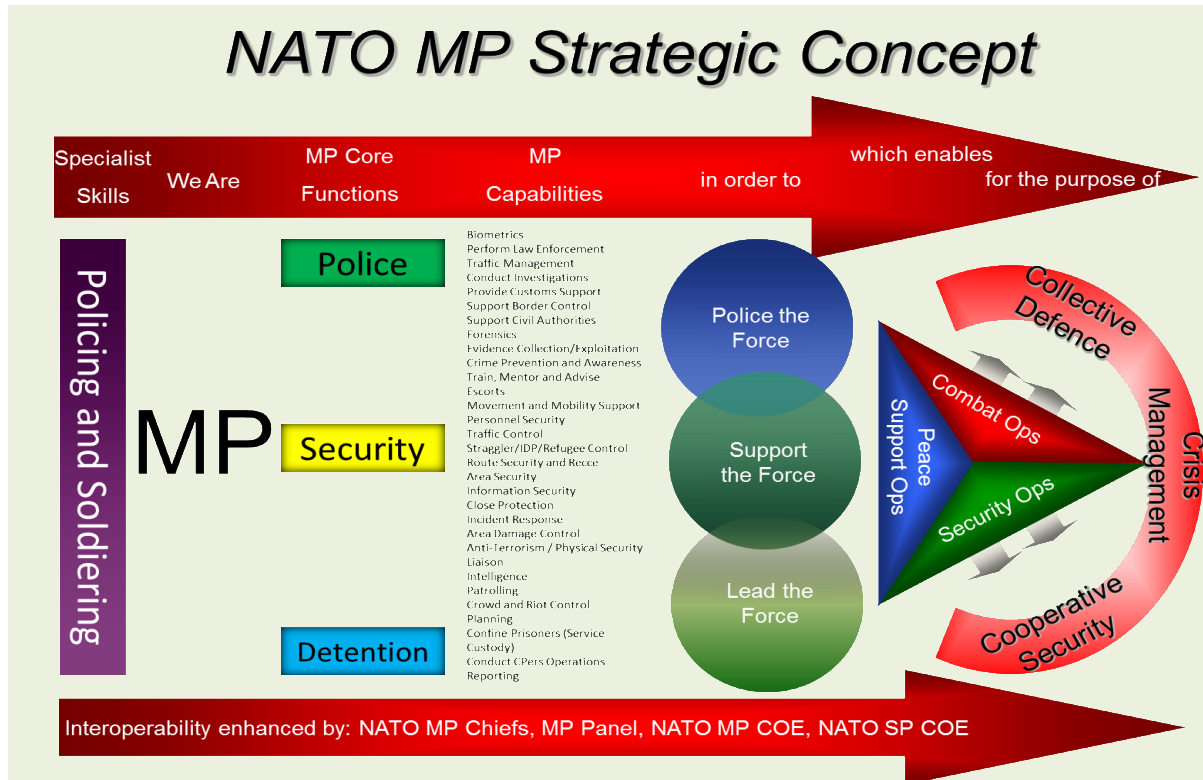 NATO MP Strategic Concept
Specialist
Skills
We Are
MP Core
Functions
MP
Capabilities
in order to
which enables
for the purpose of
Policing and Soldiering
MP
Police
Security
Detention
Biometrics
Perform Law Enforcement
Traffic Management
Conduct Investigations
Provide Customs Support
Support Border Control
Support Civil Authorities
Forensics
Evidence Collection/Exploitation
Crime Prevention and Awareness
Train, Mentor and Advise
Escorts
Movement and Mobility Support
Personnel Security
Traffic Control
Straggler/IDP/Refugee Control
Route Security and Recce
Area Security
Information Security
Close Protection
Incident Response
Area Damage Control
Anti-Terrorism / Physical Security
Liaison
Intelligence
Patrolling
Crowd and Riot Control
Planning
Confine Prisoners (Service
Custody)
Conduct CPers Operations
Reporting
Police the
Force
Support
the Force
Lead the
Force
Peace
Support Ops
Combat Ops
Security Ops
Collective
Defence
Crisis
Management
Cooperative
Security
Interoperability enhanced by: NATO MP Chiefs, MP Panel, NATO MP COE, NATO SP COE